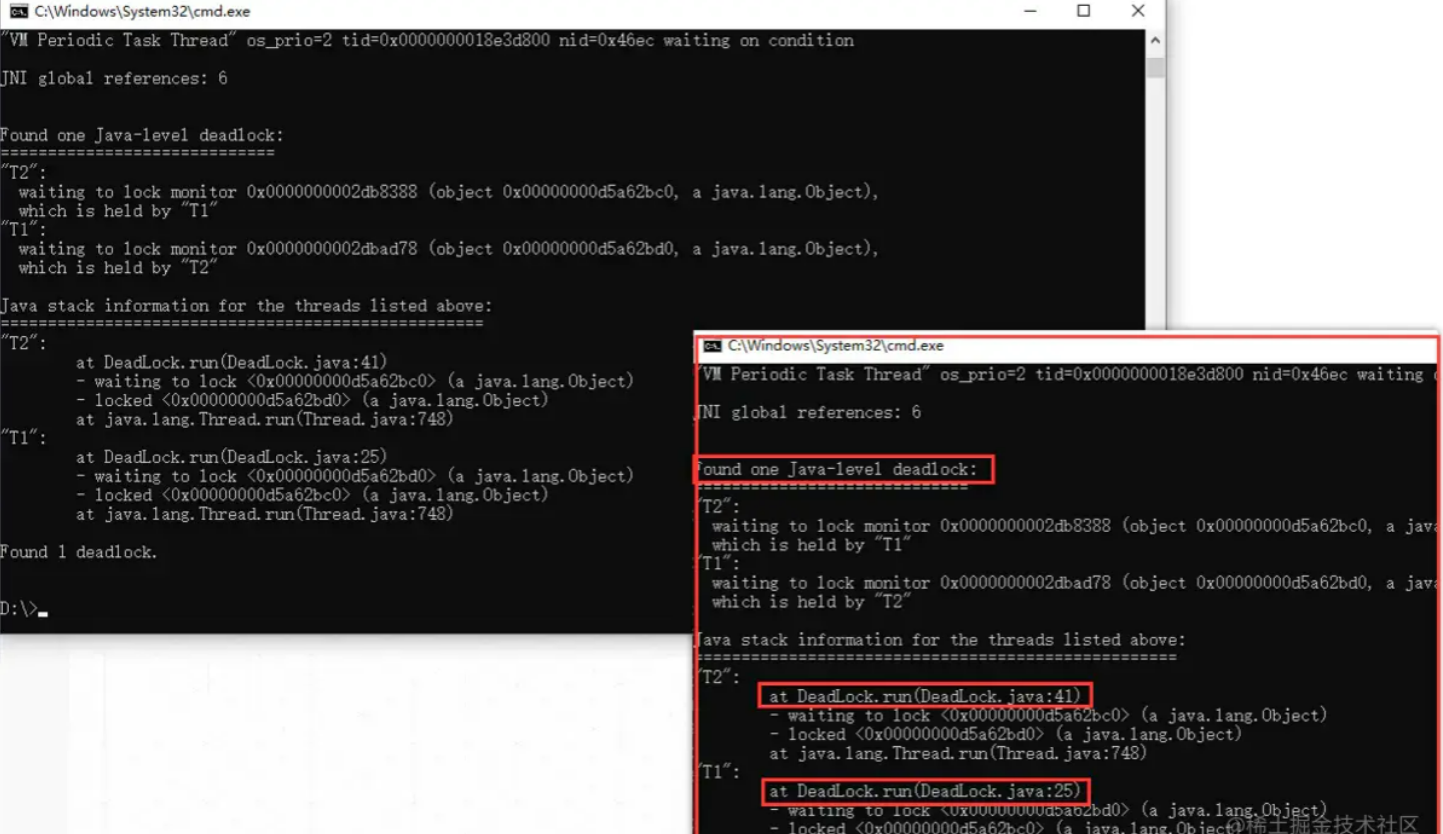 C:\Windows\System32\cmd.exe
"VM Periodic Task Thread" os_prio=2 tid=0x0000000018e3d800 nid=0x46ec waiting on condition
JNI global references: 6
Found one Java-level deadlock:
=============================
"T2":
waiting to lock monitor 0x0000000002db8388 (object 0x00000000d5a62bc0, a java.lang.Object),
which is held by "T1"
"T1":
waiting to lock monitor 0x0000000002dbad78 (object 0x00000000d5a62bd0, a java.lang.Object),
which is held by "T2"
Java stack information for the threads listed above:
===================================================
"T2":
at DeadLock.run(DeadLock.java:41)
- waiting to lock <0x00000000d5a62bc0> (a java.lang.Object)
- locked <0x00000000d5a62bd0> (a java.lang.Object)
at java.lang.Thread.run(Thread.java:748)
"T1":
at DeadLock.run(DeadLock.java:25)
- waiting to lock <0x00000000d5a62bd0> (a java.lang.Object)
- locked <0x00000000d5a62bc0> (a java.lang.Object)
at java.lang.Thread.run(Thread.java:748)
Found 1 deadlock.
D:\>
C:\Windows\System32\cmd.exe
"VM Periodic Task Thread" os_prio=2 tid=0x0000000018e3d800 nid=0x46ec waiting
JNI global references: 6
Found one Java-level deadlock:
=============================
"T2":
waiting to lock monitor 0x0000000002db8388 (object 0x00000000d5a62bc0, a java
which is held by "T1"
"T1":
waiting to lock monitor 0x0000000002dbad78 (object 0x00000000d5a62bd0, a java
which is held by "T2"
Java stack information for the threads listed above:
===================================================
"T2":
at DeadLock.run(DeadLock.java:41)
- waiting to lock <0x00000000d5a62bc0> (a java.lang.Object)
- locked <0x00000000d5a62bd0> (a java.lang.Object)
at java.lang.Thread.run(Thread.java:748)
"T1":
at DeadLock.run(DeadLock.java:25)
- waiting to lock <0x00000000d5a62bd0> (a java.lang.Object)
- locked <0x00000000d5a62bc0> (a java.lang.Object)
@稀土掘金技术社区